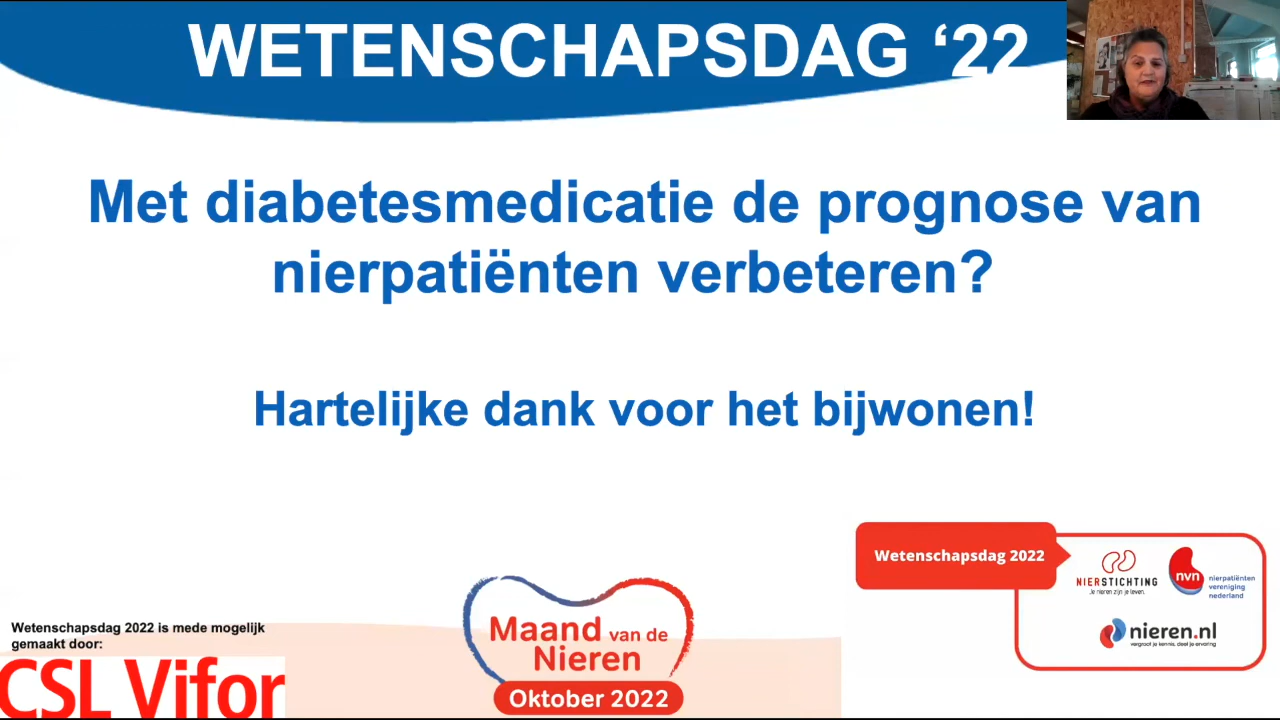 WETENSCHAPSDAG ‘22
Met diabetesmedicatie de prognose van
nierpatiënten verbeteren?
Hartelijke dank voor het bijwonen!
Wetenschapsdag 2022
NIERSTICHTING
Je nieren zijn je leven.
nvn
nierpatiënten
vereniging
nederland
nieren.nl
vergroot je kennis, deel je ervaring
Wetenschapsdag 2022 is mede mogelijk
gemaakt door:
CSL Vifor
Maand van de
Nieren
Oktober 2022